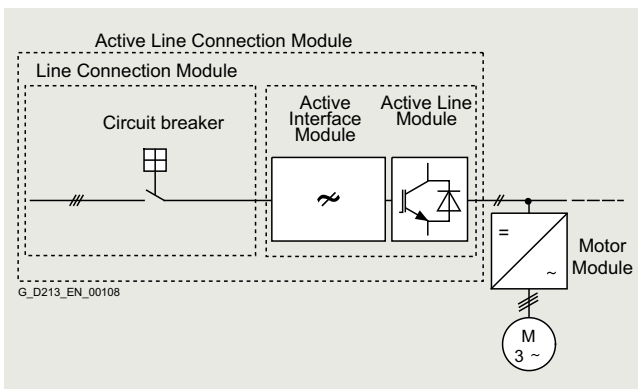 Active Line Connection Module
Line Connection Module
Circuit breaker
Active
Interface
Module
Active Line
Module
=
~
Motor
Module
G_D213_EN_00108
M
3 ~